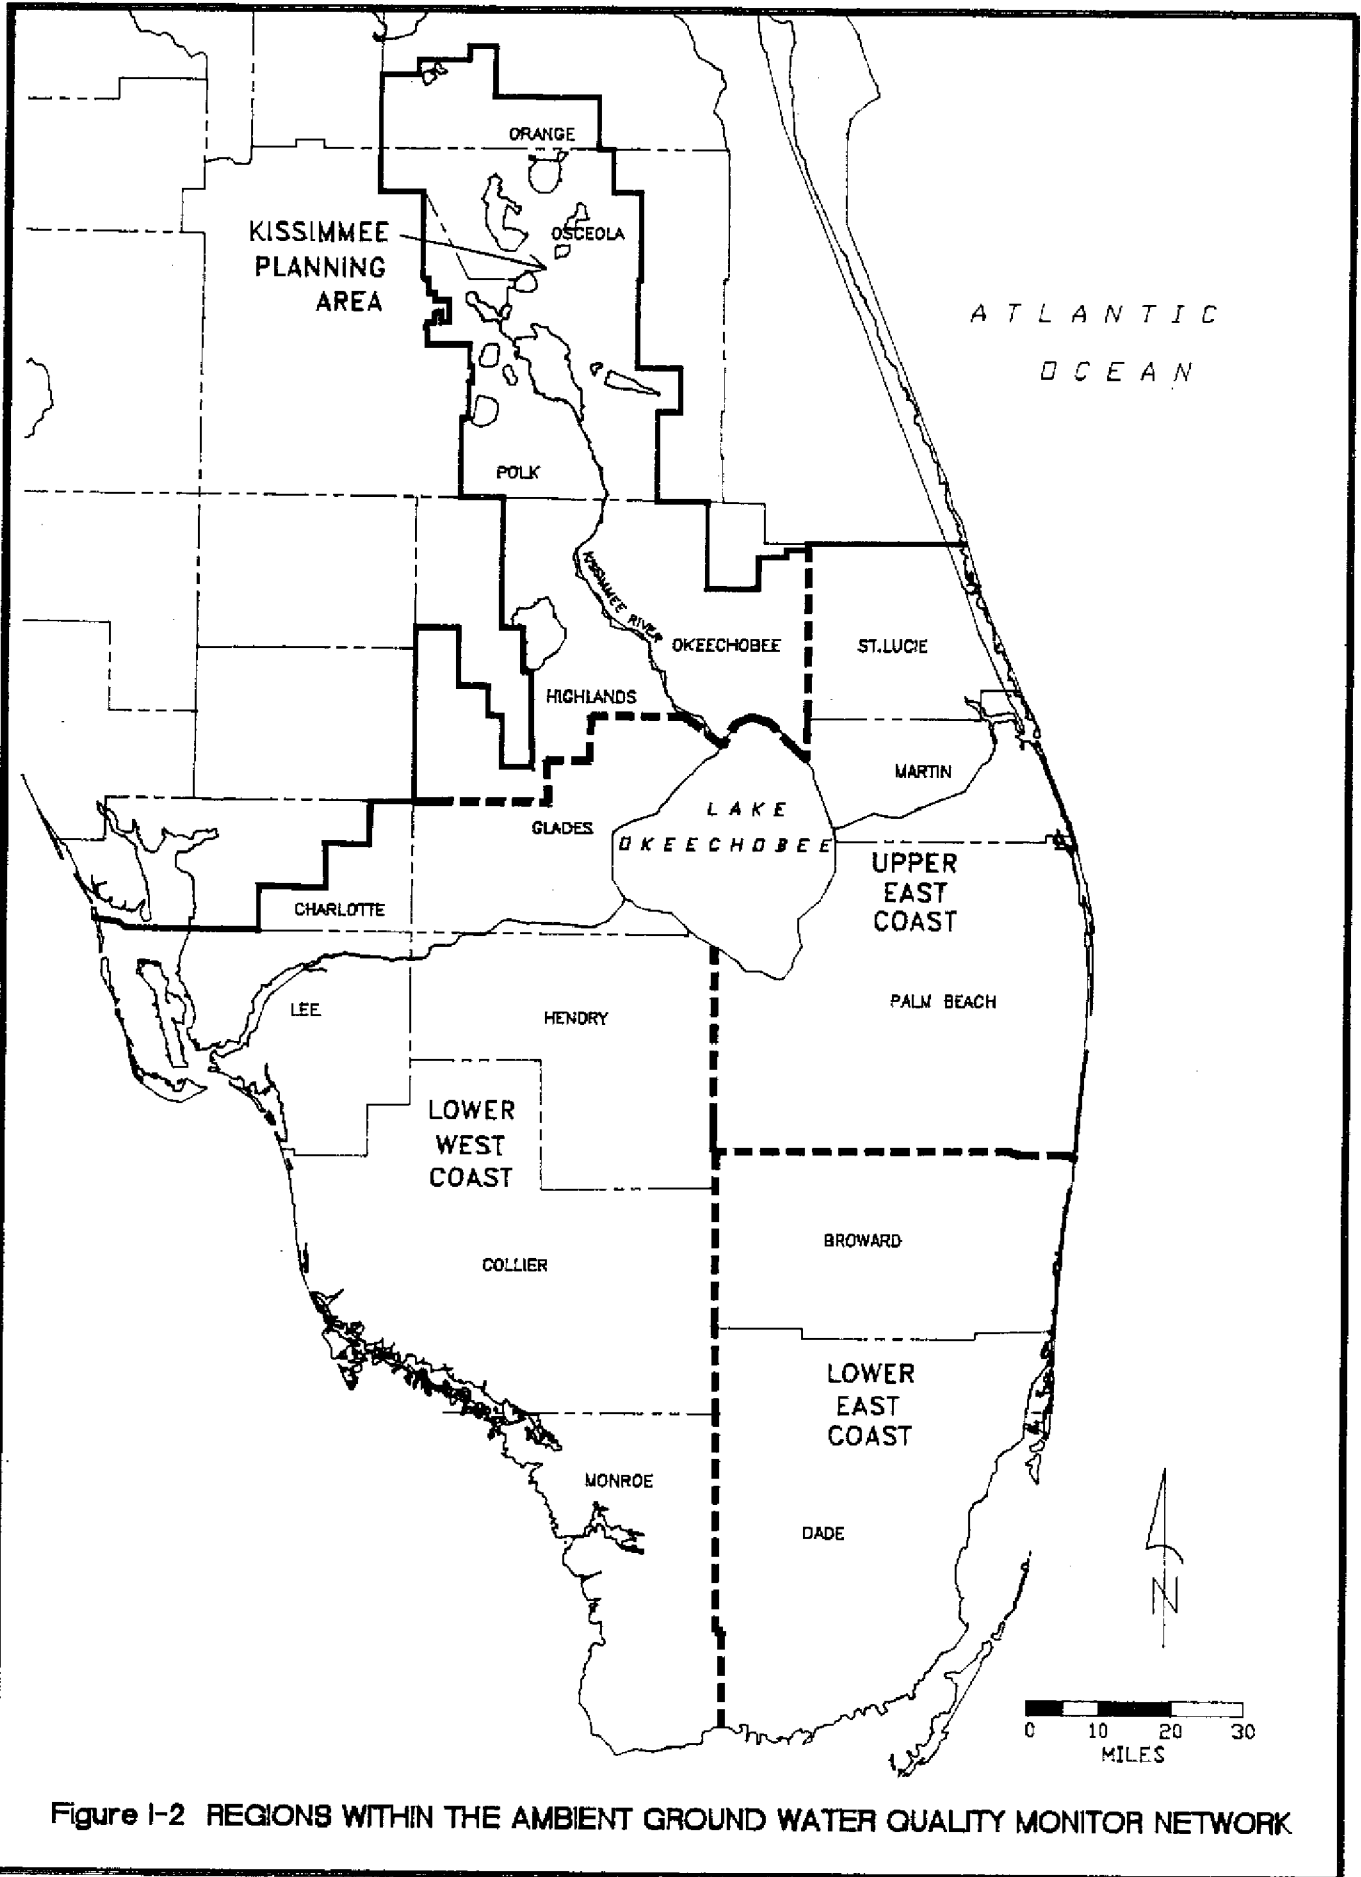 ORANGE
KISSIMMEE
PLANNING
AREA
OSCEOLA
ATLANTIC
OCEAN
POLK
KISSIMMEE RIVER
OKEECHOBEE
ST.LUCIE
HIGHLANDS
MARTIN
LAKE
OKEECHOBEE
GLADES
UPPER
EAST
COAST
CHARLOTTE
PALM BEACH
LEE
HENDRY
LOWER
WEST
COAST
BROWARD
COLLIER
LOWER
EAST
COAST
MONROE
DADE
N
0 10 20 30
MILES
Figure I-2 REGIONS WITHIN THE AMBIENT GROUND WATER QUALITY MONITOR NETWORK